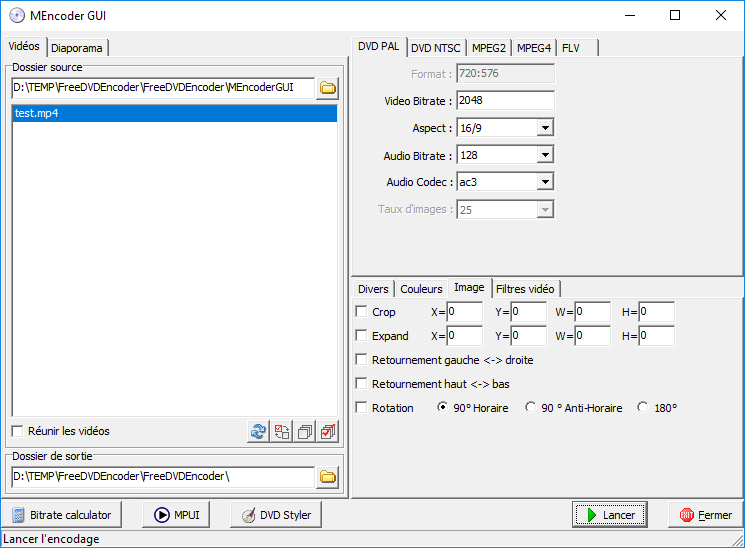 MEncoder GUI
Vidéos Diaporama
Dossier source
D:\TEMP\FreeDVDEncoder\FreeDVDEncoder\MEncoderGUI
test.mp4
Réunir les vidéos
Dossier de sortie
D:\TEMP\FreeDVDEncoder\FreeDVDEncoder\
DVD PAL DVD NTSC MPEG2 MPEG4 FLV
Format : 720:576
Video Bitrate : 2048
Aspect : 16/9
Audio Bitrate : 128
Audio Codec : ac3
Taux d'images : 25
Divers Couleurs Image Filtres vidéo
Crop X= 0 Y= 0 W= 0 H= 0
Expand X= 0 Y= 0 W= 0 H= 0
Retournement gauche <-> droite
Retournement haut <-> bas
Rotation 90° Horaire 90 ° Anti-Horaire 180°
Bitrate calculator MPUI DVD Styler Lancer Fermer
Lancer l'encodage